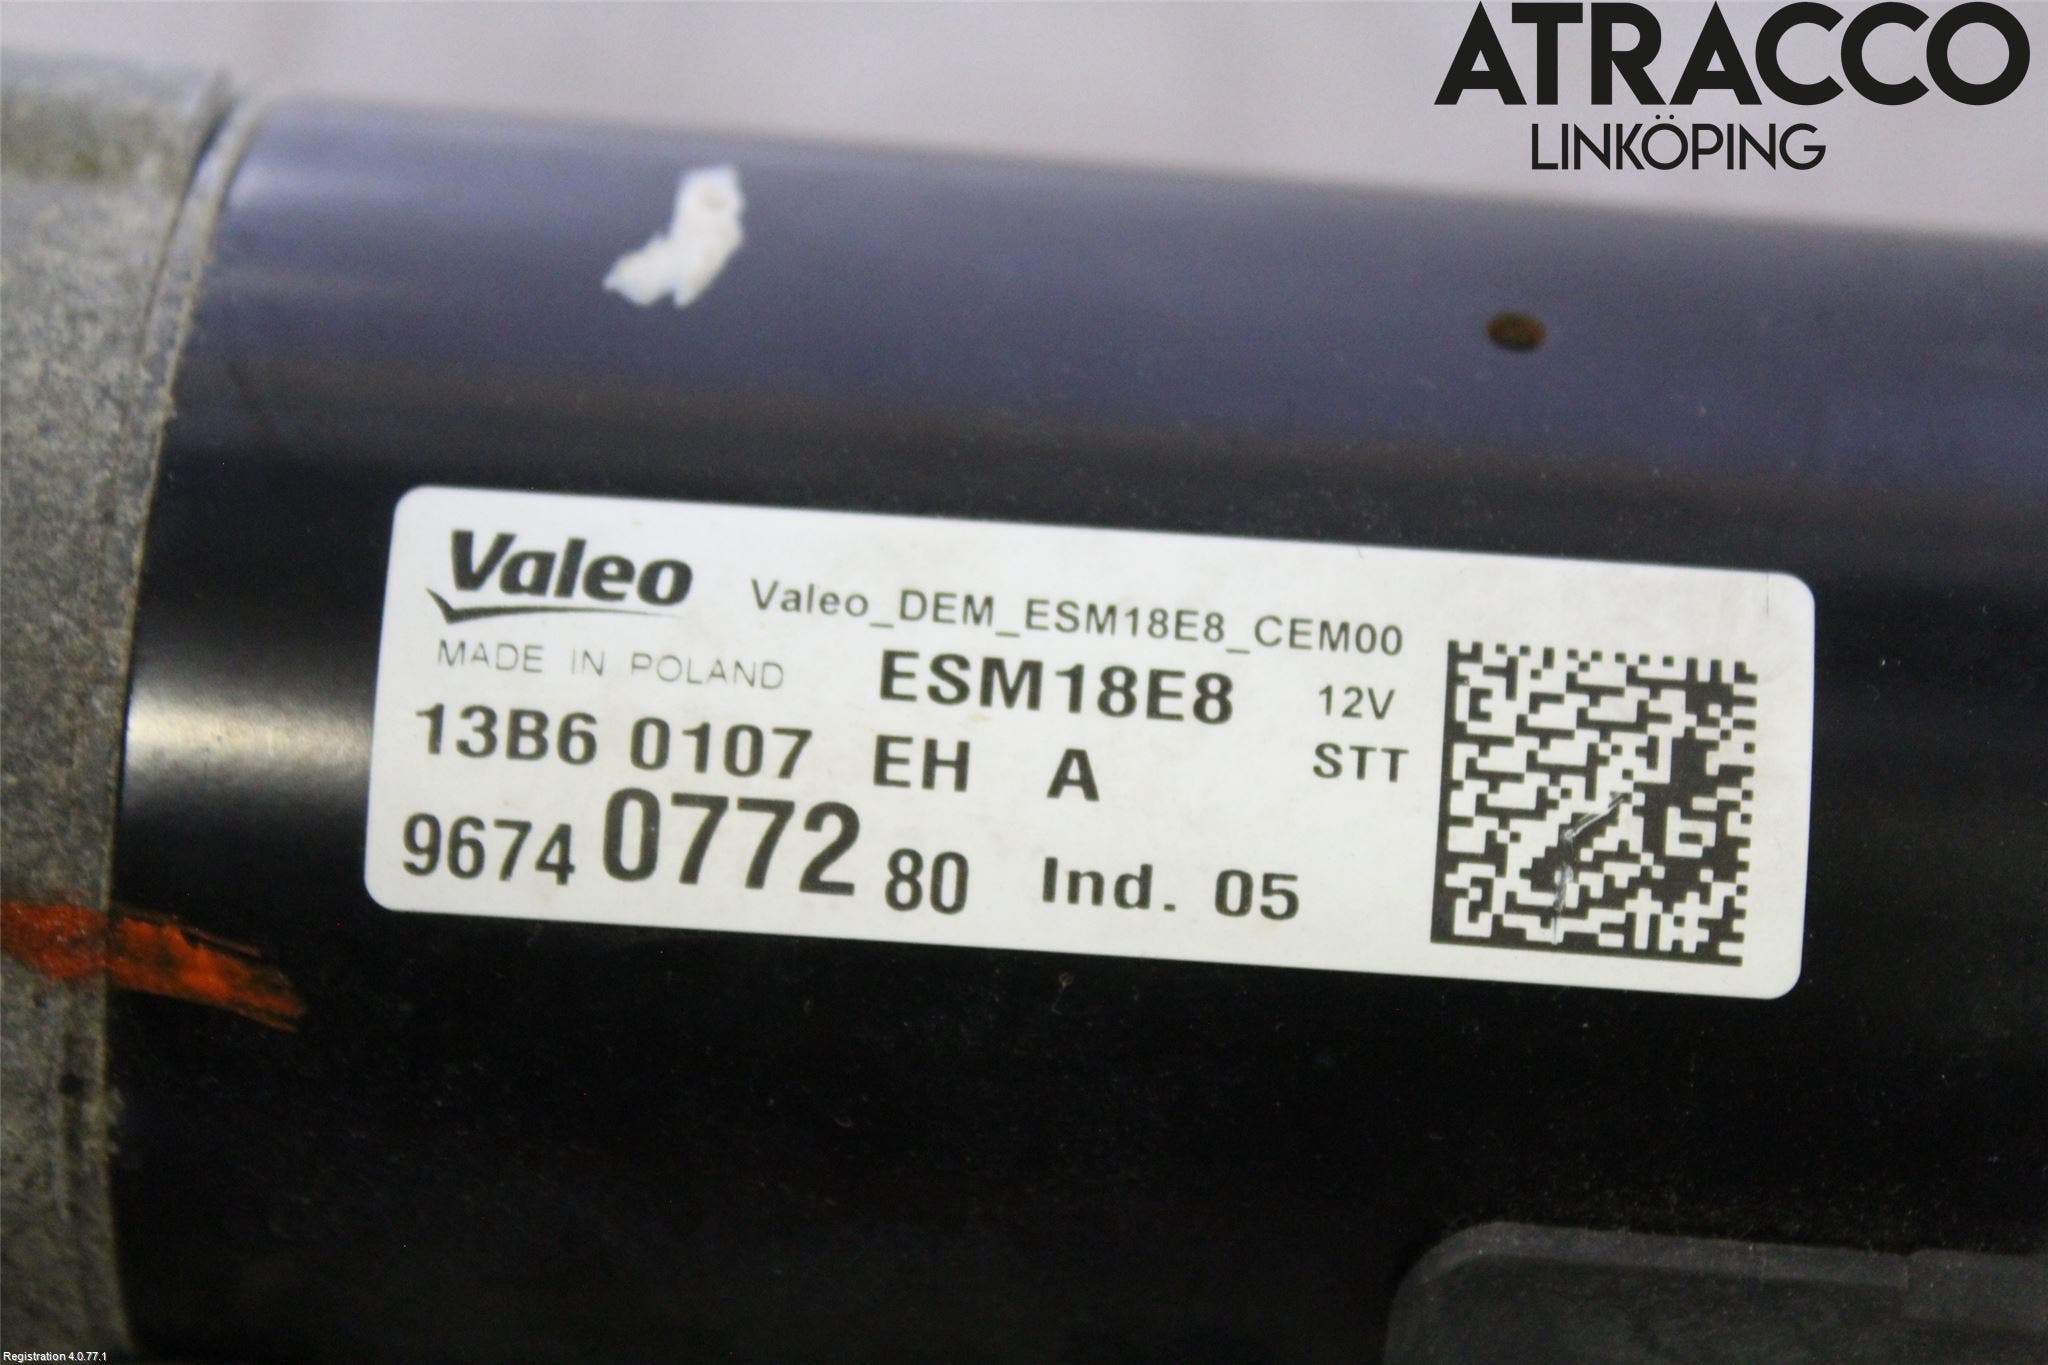 ATRACCO
LINKÖPING
Valeo
Valeo_DEM_ESM18E8_CEM00
MADE IN POLAND
ESM18E8 12V
13B6 0107 EH A STT
9674 0772 80 Ind. 05
Registration 4.0.77.1